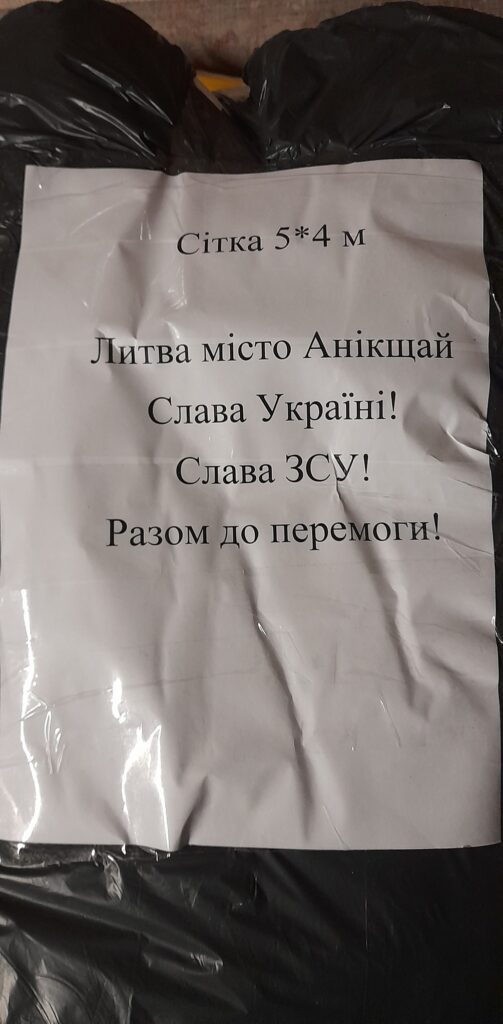 Сітка 5*4 м
Литва місто Анікщай
Слава Україні!
Слава ЗСУ!
Разом до перемоги!